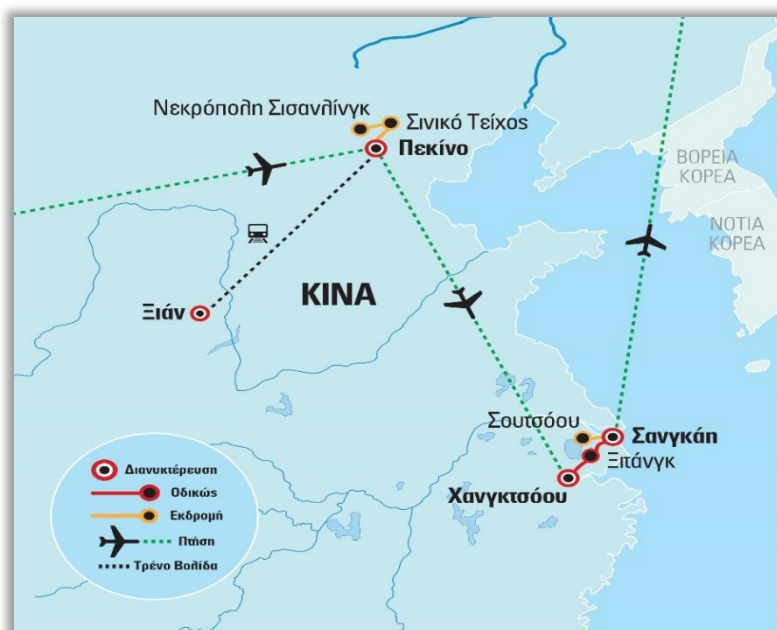 Νεκρόπολη Σισανλίνγκ
Σινικό Τείχος
Πεκίνο
ΒΟΡΕΙΑ
ΚΟΡΕΑ
ΝΟΤΙΑ
ΚΟΡΕΑ
ΚΙΝΑ
Ξιάν
Σουτσόου
Σανγκάη
Ξιτάνγκ
Χανγκτσόου
Διανυκτέρευση
Οδικώς
Εκδρομή
Πτήση
Τρένο Βολίδα